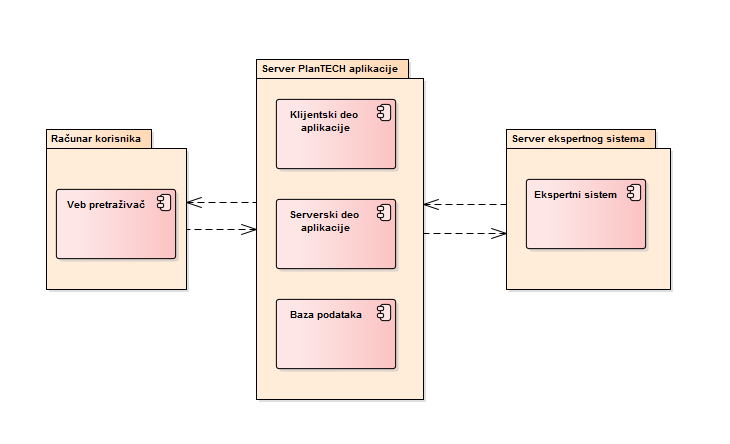 Server PlanTECH aplikacije
Klijentski deo
aplikacije
Računar korisnika
Server ekspertnog sistema
Veb pretraživač
Serverski deo
aplikacije
Ekspertni sistem
Baza podataka